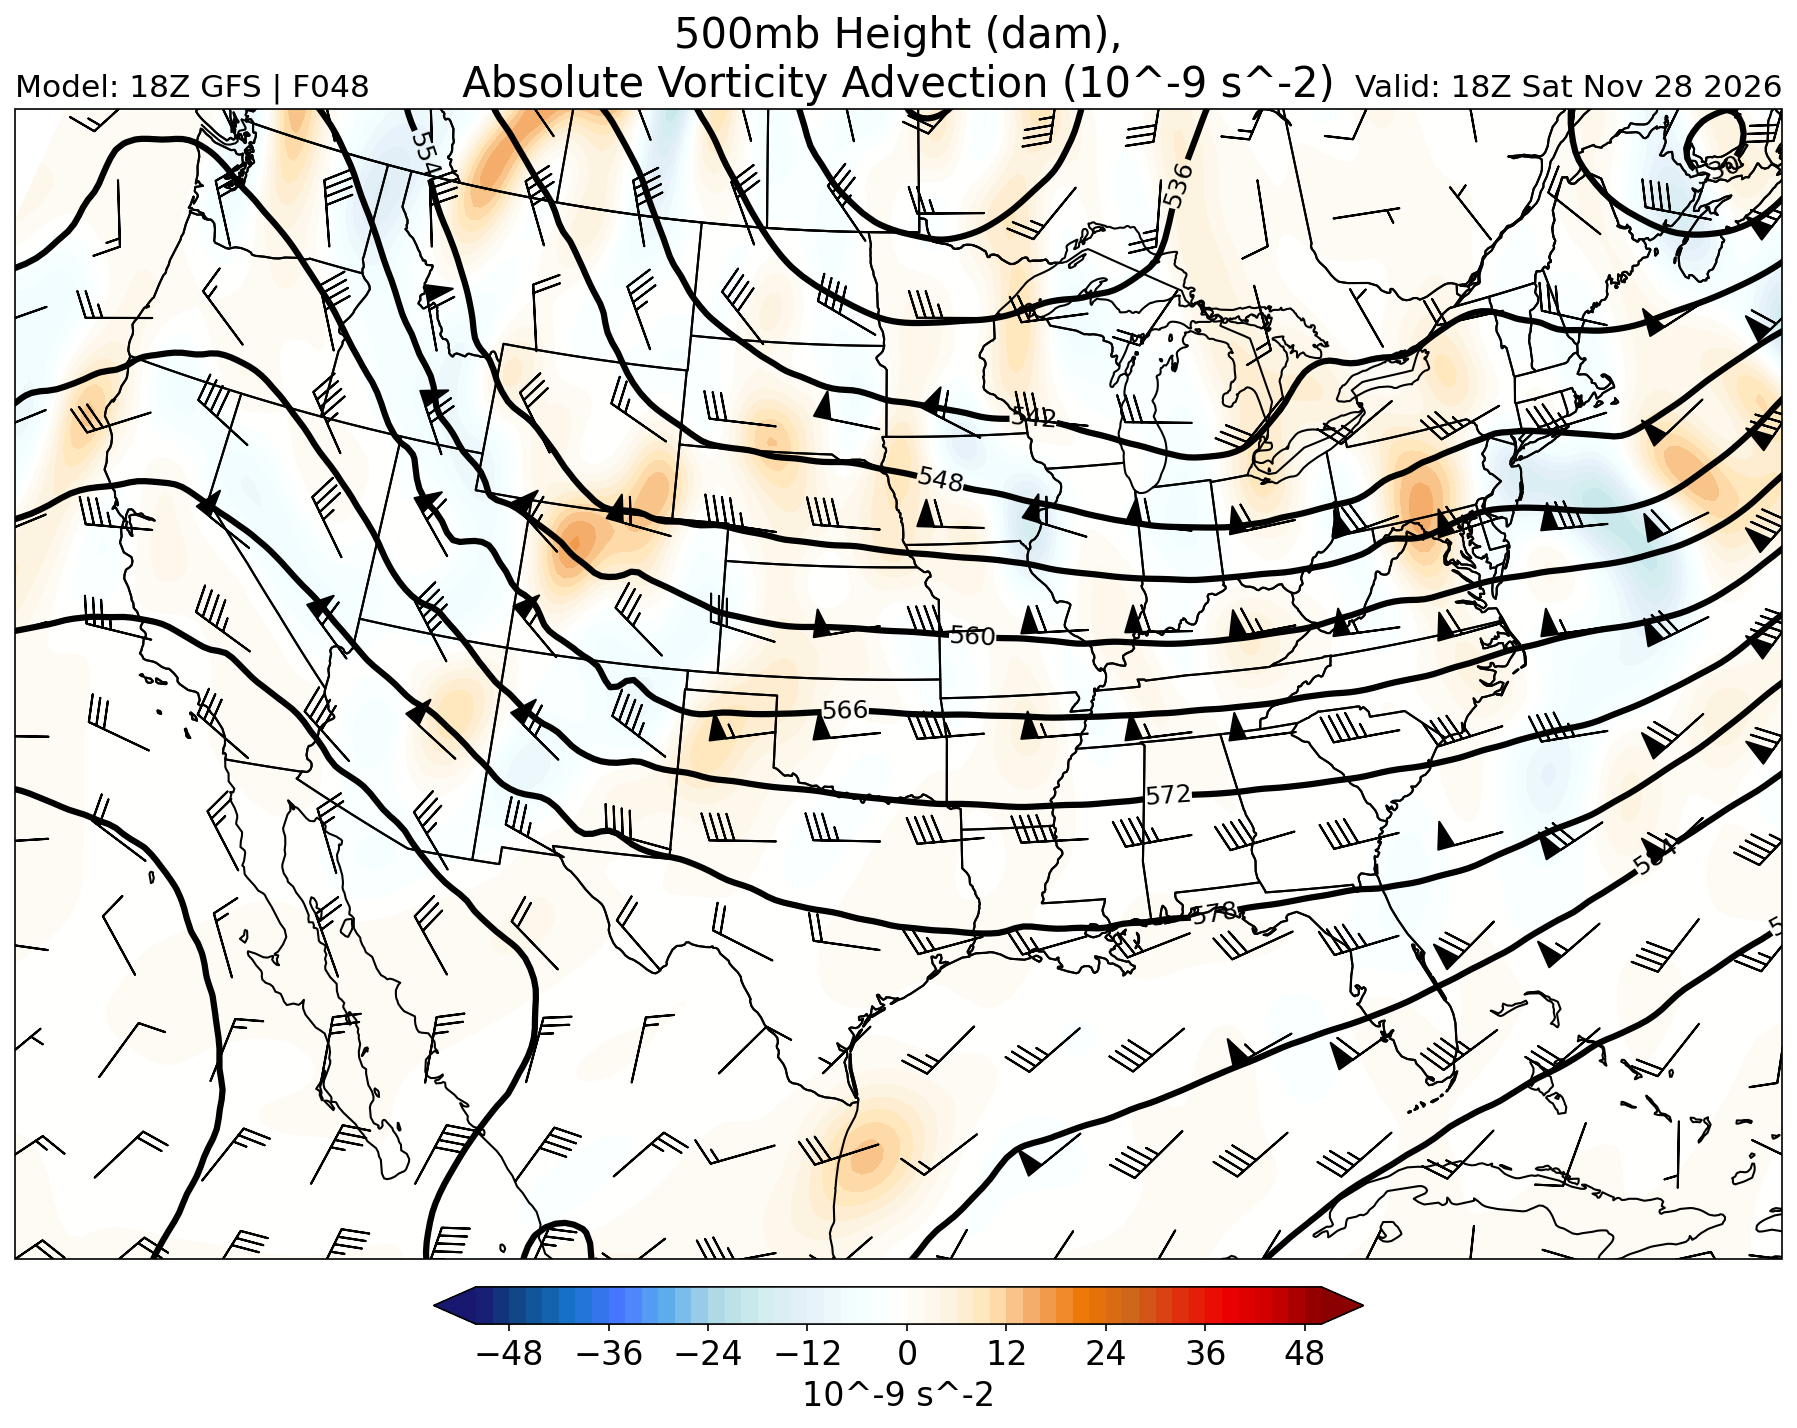 500mb Height (dam),
Model: 18Z GFS | F048
Absolute Vorticity Advection (10^-9 s^-2)
Valid: 18Z Sat Nov 28 2026
554
536
542
548
560
566
572
578
−48 −36 −24 −12 0 12 24 36 48
10^-9 s^-2